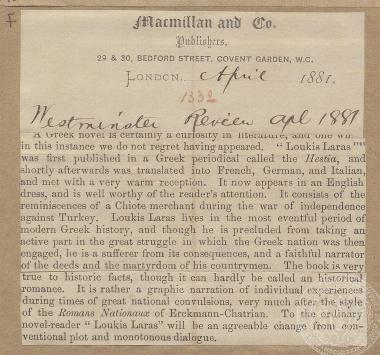 F
Macmillan and Co.
Publishers,
29 & 30, BEDFORD STREET, COVENT GARDEN, W.C.
LONDON, April 1881.
1332
Westminster Review apl 1881
A Greek novel is certainly a curiosity in literature, and one
in this instance we do not regret having appeared. "Loukis Laras"
was first published in a Greek periodical called the Hestia, and
shortly afterwards was translated into French, German, and Italian,
and met with a very warm reception. It now appears in an English
dress, and is well worthy of the reader's attention. It consists of the
reminiscences of a Chiote merchant during the war of independence
against Turkey. Loukis Laras lives in the most eventful period of
modern Greek history, and though he is precluded from taking an
active part in the great struggle in which the Greek nation was then
engaged, he is a sufferer from its consequences, and a faithful narrator
of the deeds and the martyrdom of his countrymen. The book is very
true to historic facts, though it can hardly be called an historical
romance. It is rather a graphic narration of individual experiences
during times of great national convulsions, very much after the style
of the Romans Nationaux of Erckmann-Chatrian. To the ordinary
novel-reader "Loukis Laras" will be an agreeable change from con-
ventional plot and monotonous dialogue.